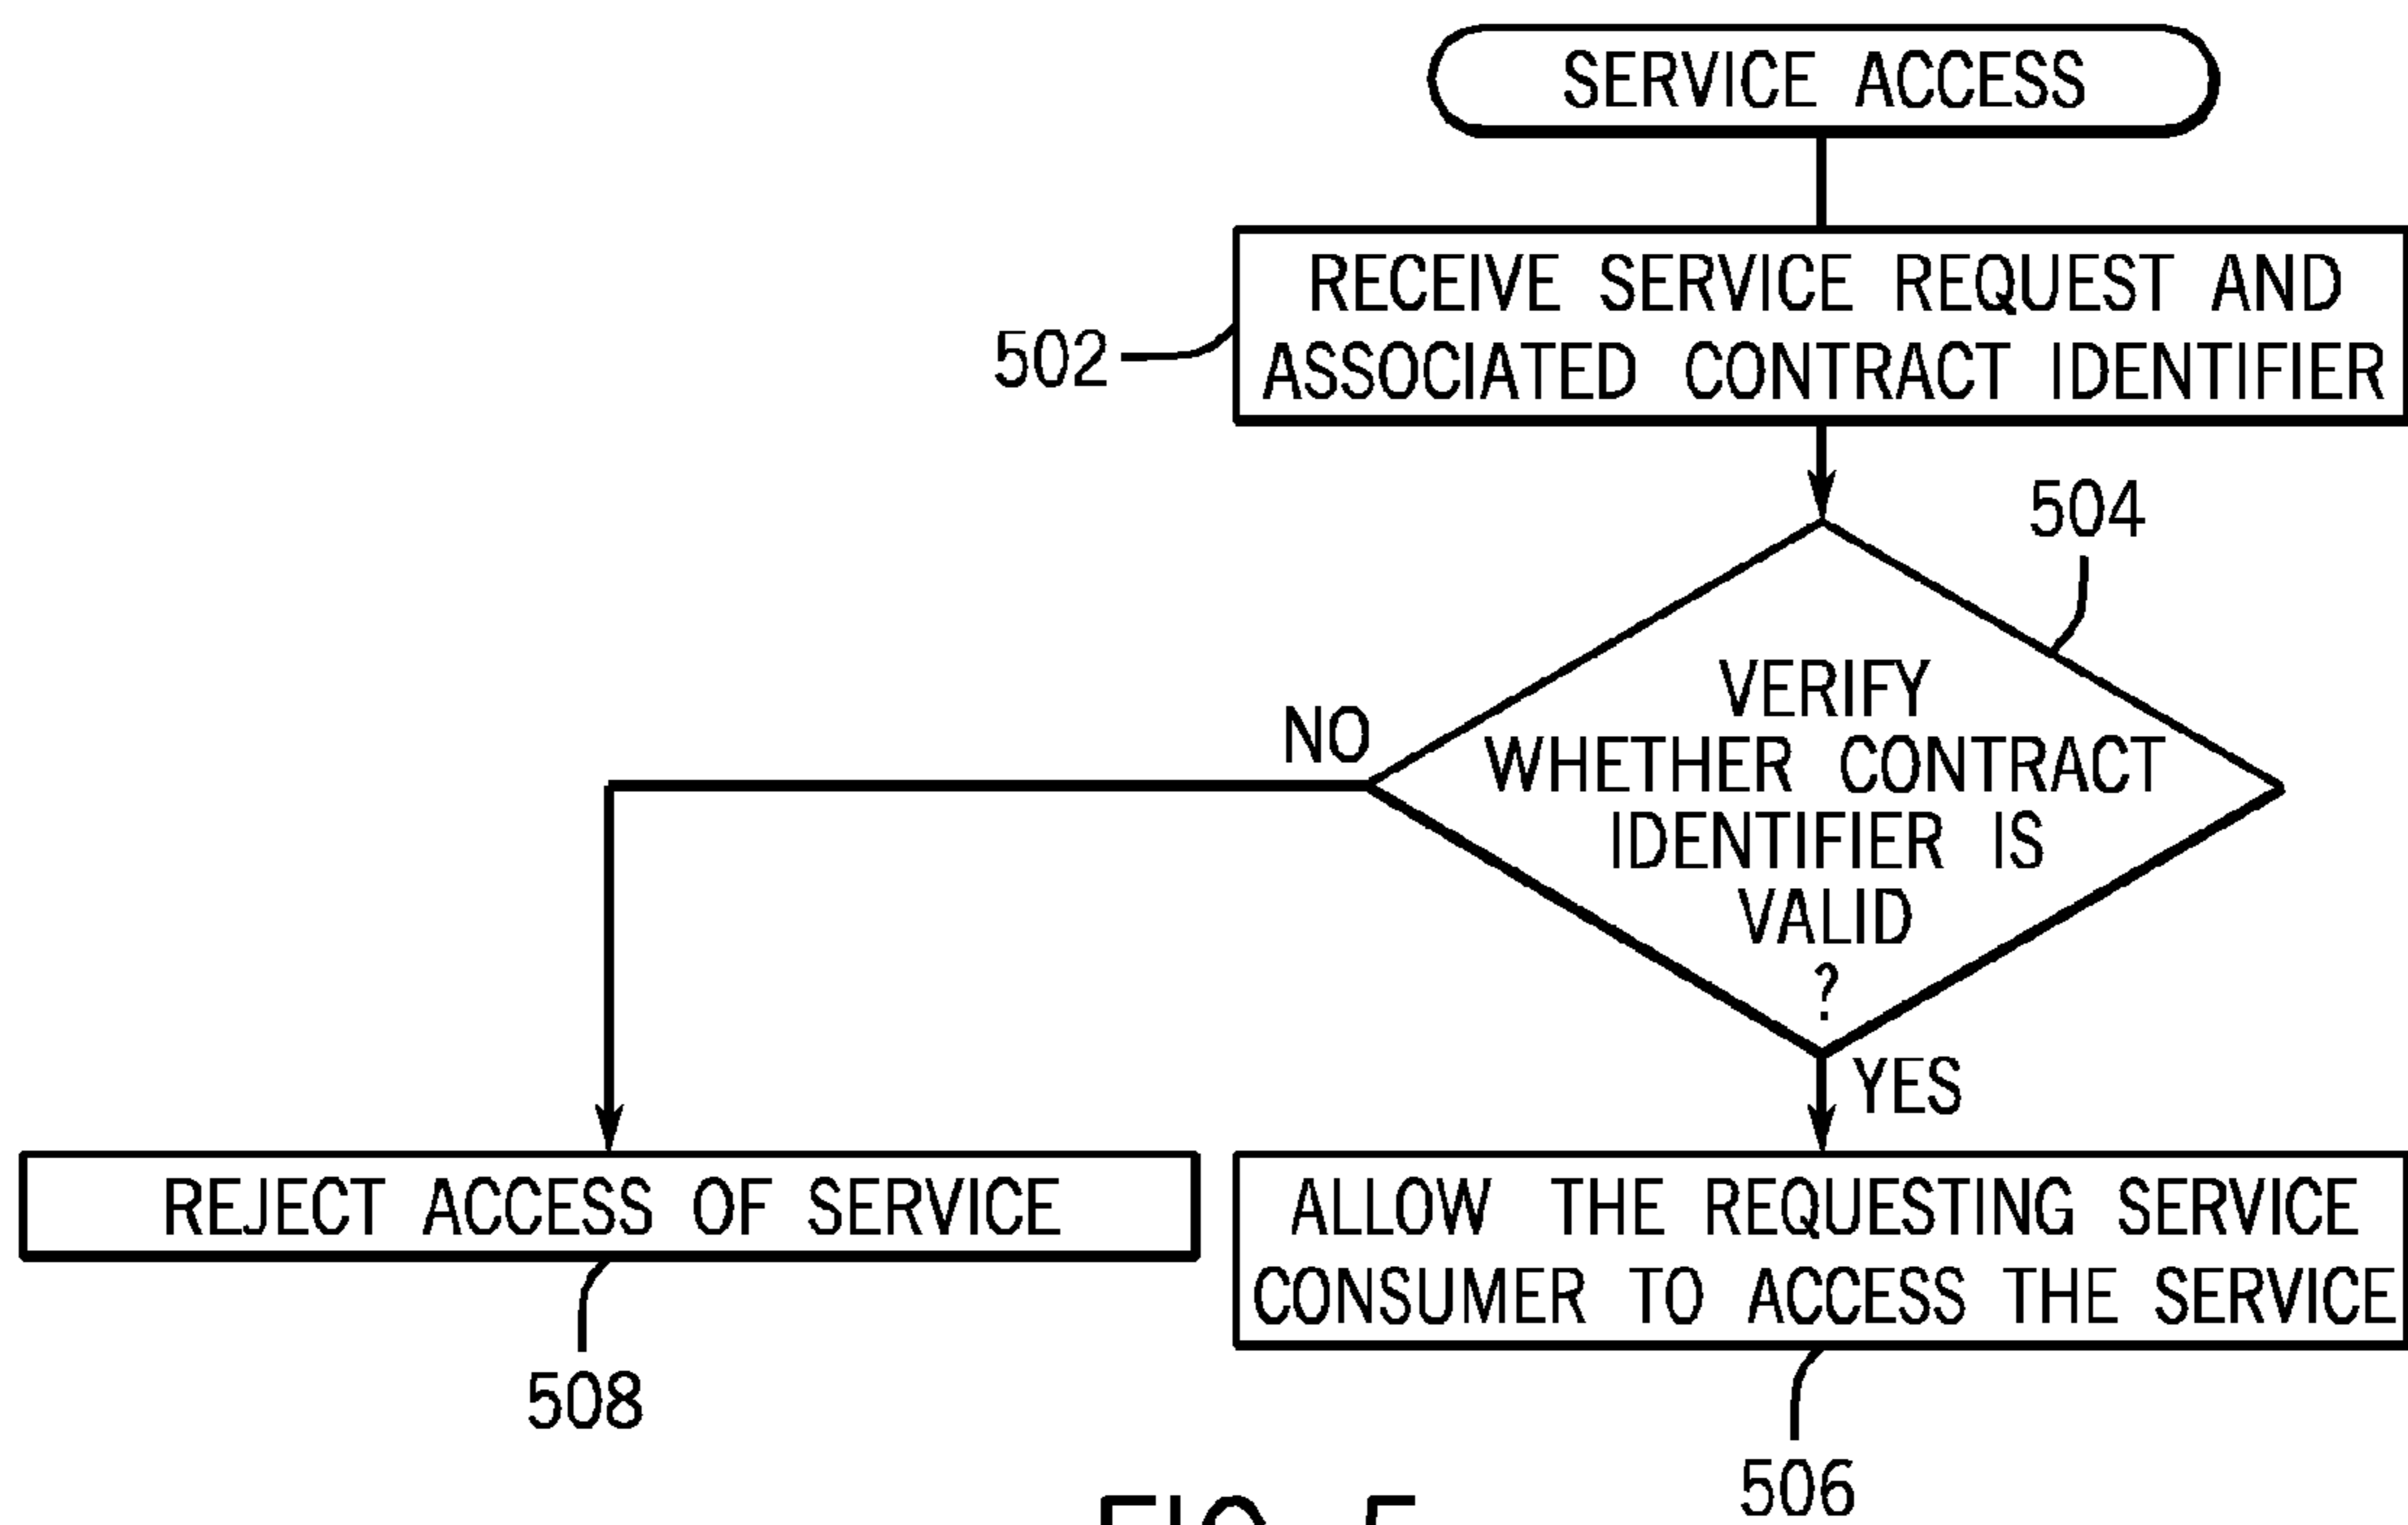 SERVICE ACCESS
RECEIVE SERVICE REQUEST AND
ASSOCIATED CONTRACT IDENTIFIER
502
504
VERIFY
WHETHER CONTRACT
IDENTIFIER IS
VALID
?
NO
YES
REJECT ACCESS OF SERVICE
ALLOW THE REQUESTING SERVICE
CONSUMER TO ACCESS THE SERVICE
508
506